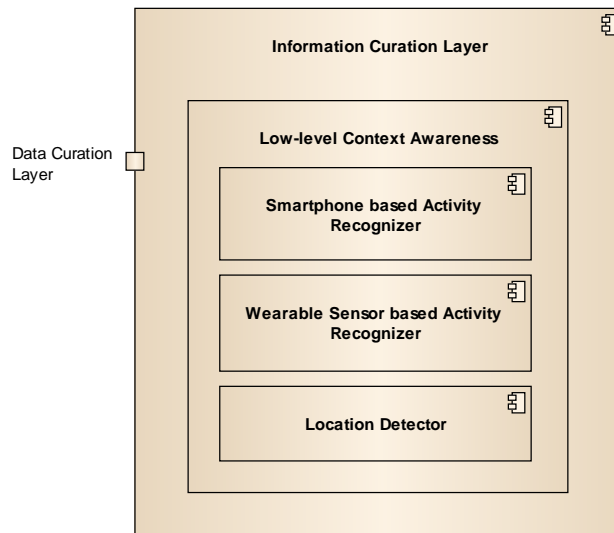 Information Curation Layer
Data Curation
Layer
Low-level Context Awareness
Smartphone based Activity
Recognizer
Wearable Sensor based Activity
Recognizer
Location Detector